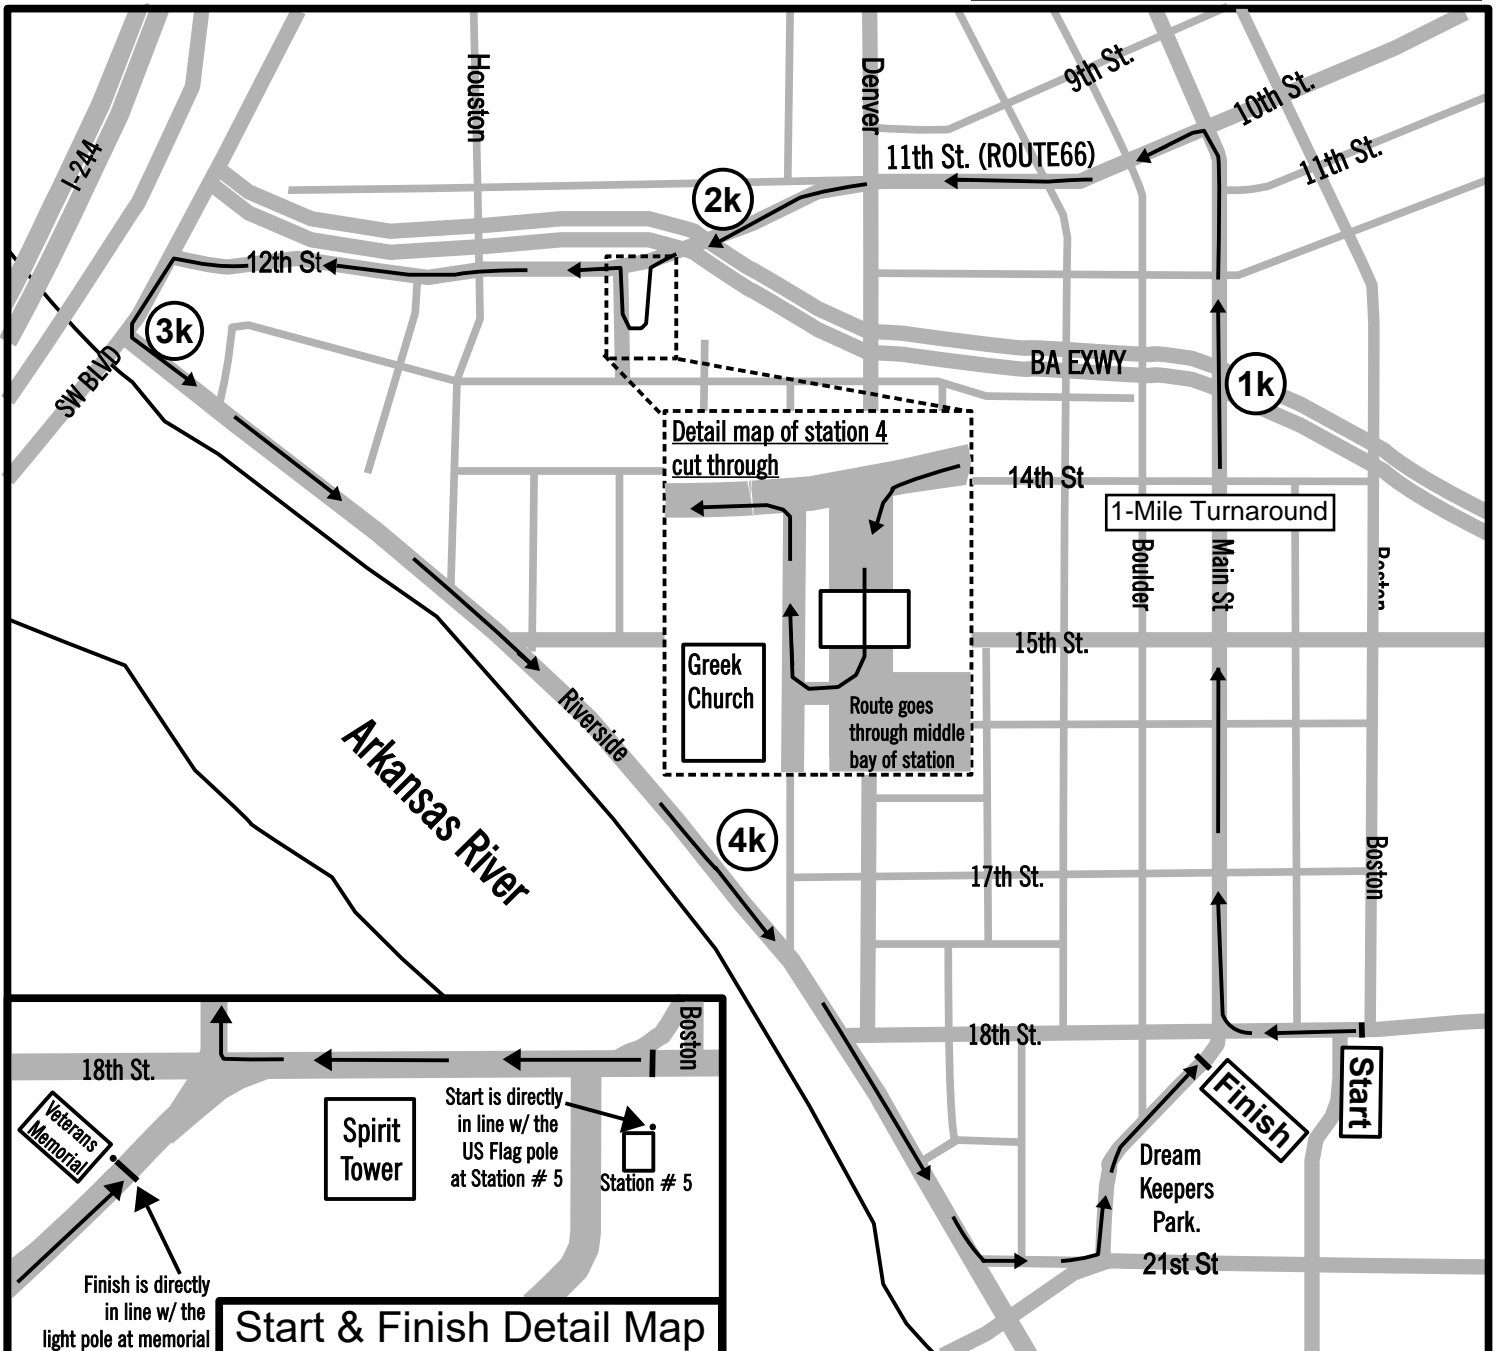 Houston
Denver
9th St.
10th St.
11th St.
I-244
11th St. (ROUTE66)
2k
12th St
3k
SW BLVD
BA EXWY
1k
Detail map of station 4
cut through
14th St
1-Mile Turnaround
Boulder
Main St
Boston
15th St.
Greek
Church
Route goes
through middle
bay of station
Riverside
Arkansas River
4k
17th St.
Boston
18th St.
Start
Finish
Dream
Keepers
Park.
21st St
Boston
18th St.
Veterans
Memorial
Spirit
Tower
Start is directly
in line w/ the
US Flag pole
at Station # 5
Station # 5
Finish is directly
in line w/ the
light pole at memorial
Start & Finish Detail Map